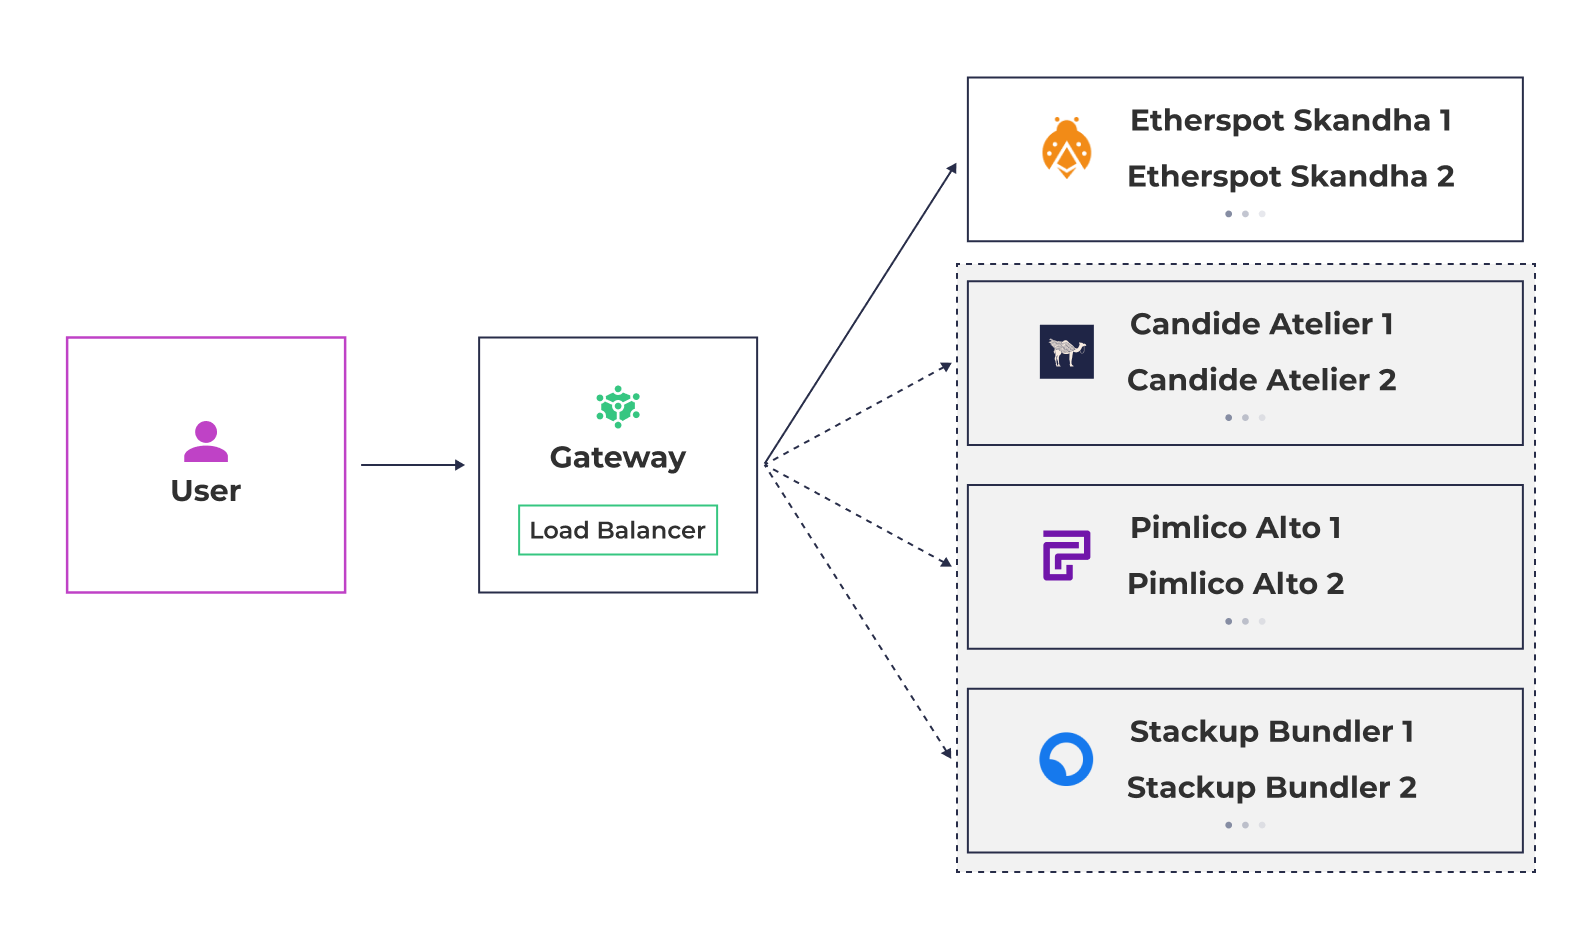 User
Gateway
Load Balancer
Etherspot Skandha 1
Etherspot Skandha 2
Candide Atelier 1
Candide Atelier 2
Pimlico Alto 1
Pimlico Alto 2
Stackup Bundler 1
Stackup Bundler 2